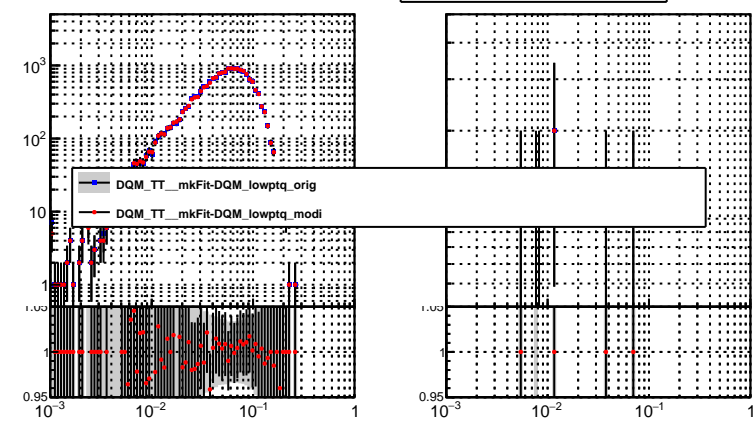 10³
10²
10
1
DQM_TT__mkFit-DQM_lowptq_orig
DQM_TT__mkFit-DQM_lowptq_modi
1.05 1.05
1 1
0.95 0.95
10⁻³ 10⁻² 10⁻¹ 1 10⁻³ 10⁻² 10⁻¹ 1